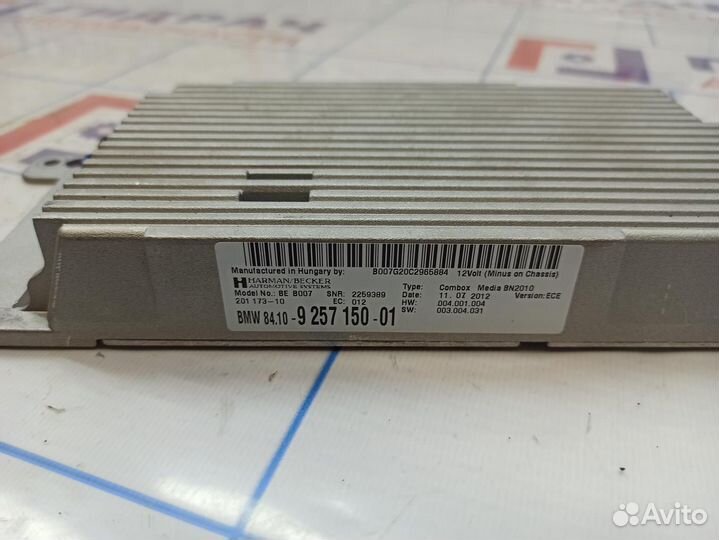 B007G20C2965884 12Volt (Minus on Chassis)
Manufactured in Hungary by:
HARMAN/BECKER
AUTOMOTIVE SYSTEMS
Type: Combox Media BN2010
Model No.: BE B007 SNR: 2259389 Date: 11. 07 2012 Version: ECE
201 173-10 EC: 012 HW: 004.001.004
SW: 003.004.031
BMW 84.10 - 9 257 150 - 01
Avito